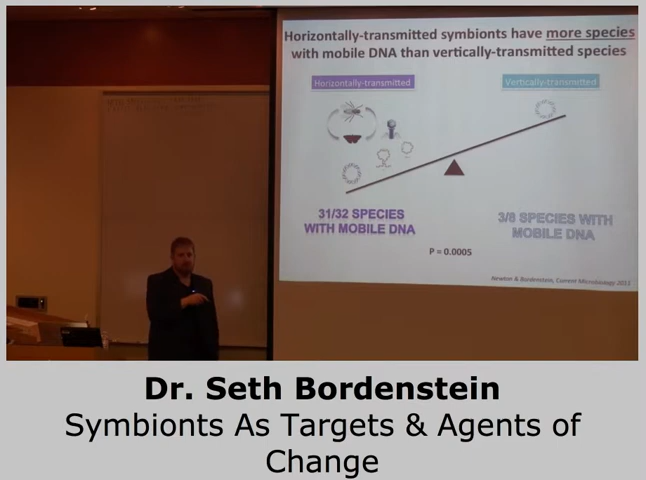 Horizontally-transmitted symbionts have more species
with mobile DNA than vertically-transmitted species
Horizontally-transmitted
Vertically-transmitted
31/32 SPECIES
WITH MOBILE DNA
3/8 SPECIES WITH
MOBILE DNA
P = 0.0005
Newton & Bordenstein, Current Microbiology 2011
Dr. Seth Bordenstein
Symbionts As Targets & Agents of
Change